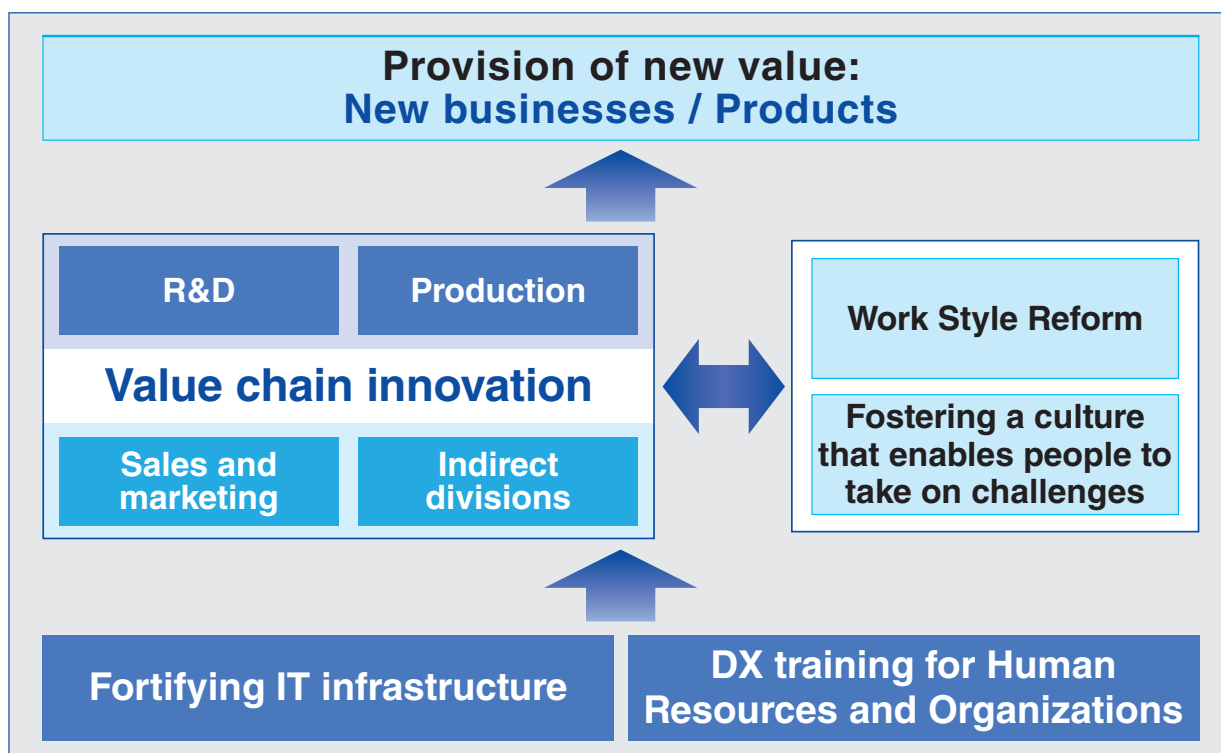 Provision of new value:
New businesses / Products
R&D
Production
Value chain innovation
Sales and
marketing
Indirect
divisions
Work Style Reform
Fostering a culture
that enables people to
take on challenges
Fortifying IT infrastructure
DX training for Human
Resources and Organizations